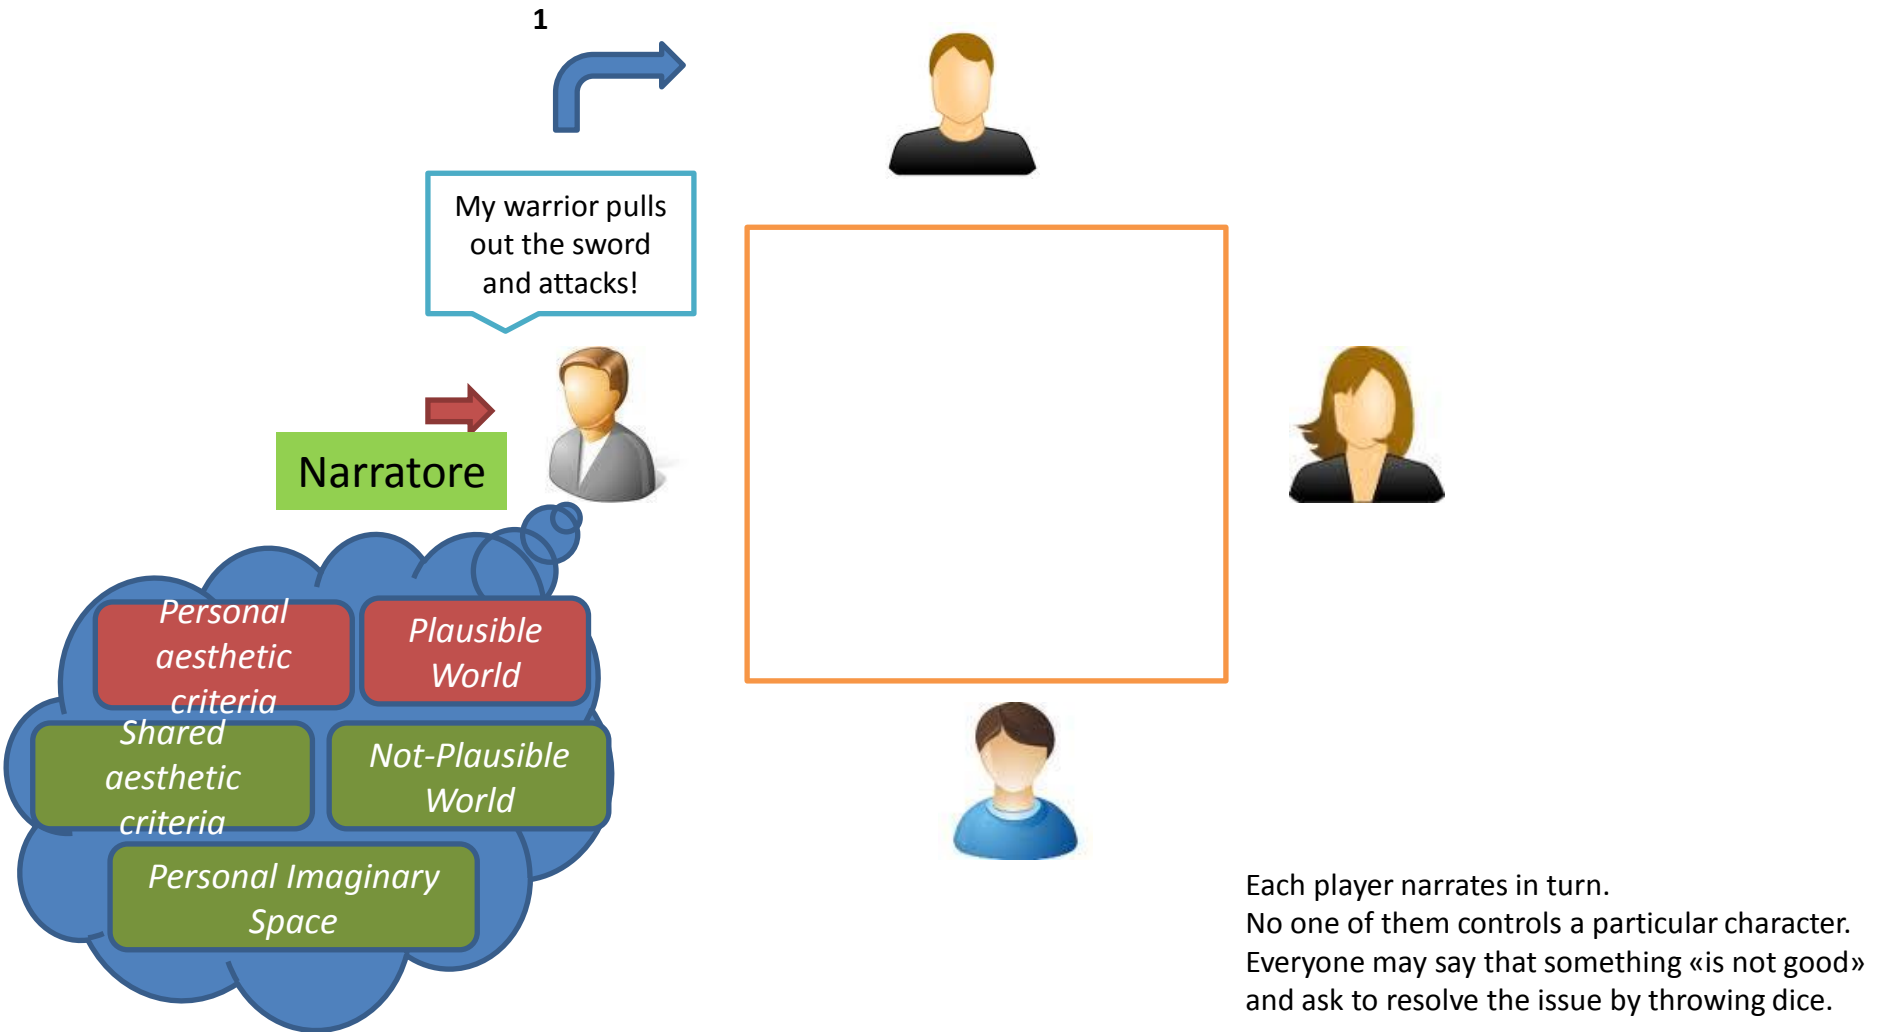 1
My warrior pulls
out the sword
and attacks!
Narratore
Personal
aesthetic
criteria
Plausible
World
Shared
aesthetic
criteria
Not-Plausible
World
Personal Imaginary
Space
Each player narrates in turn.
No one of them controls a particular character.
Everyone may say that something «is not good»
and ask to resolve the issue by throwing dice.